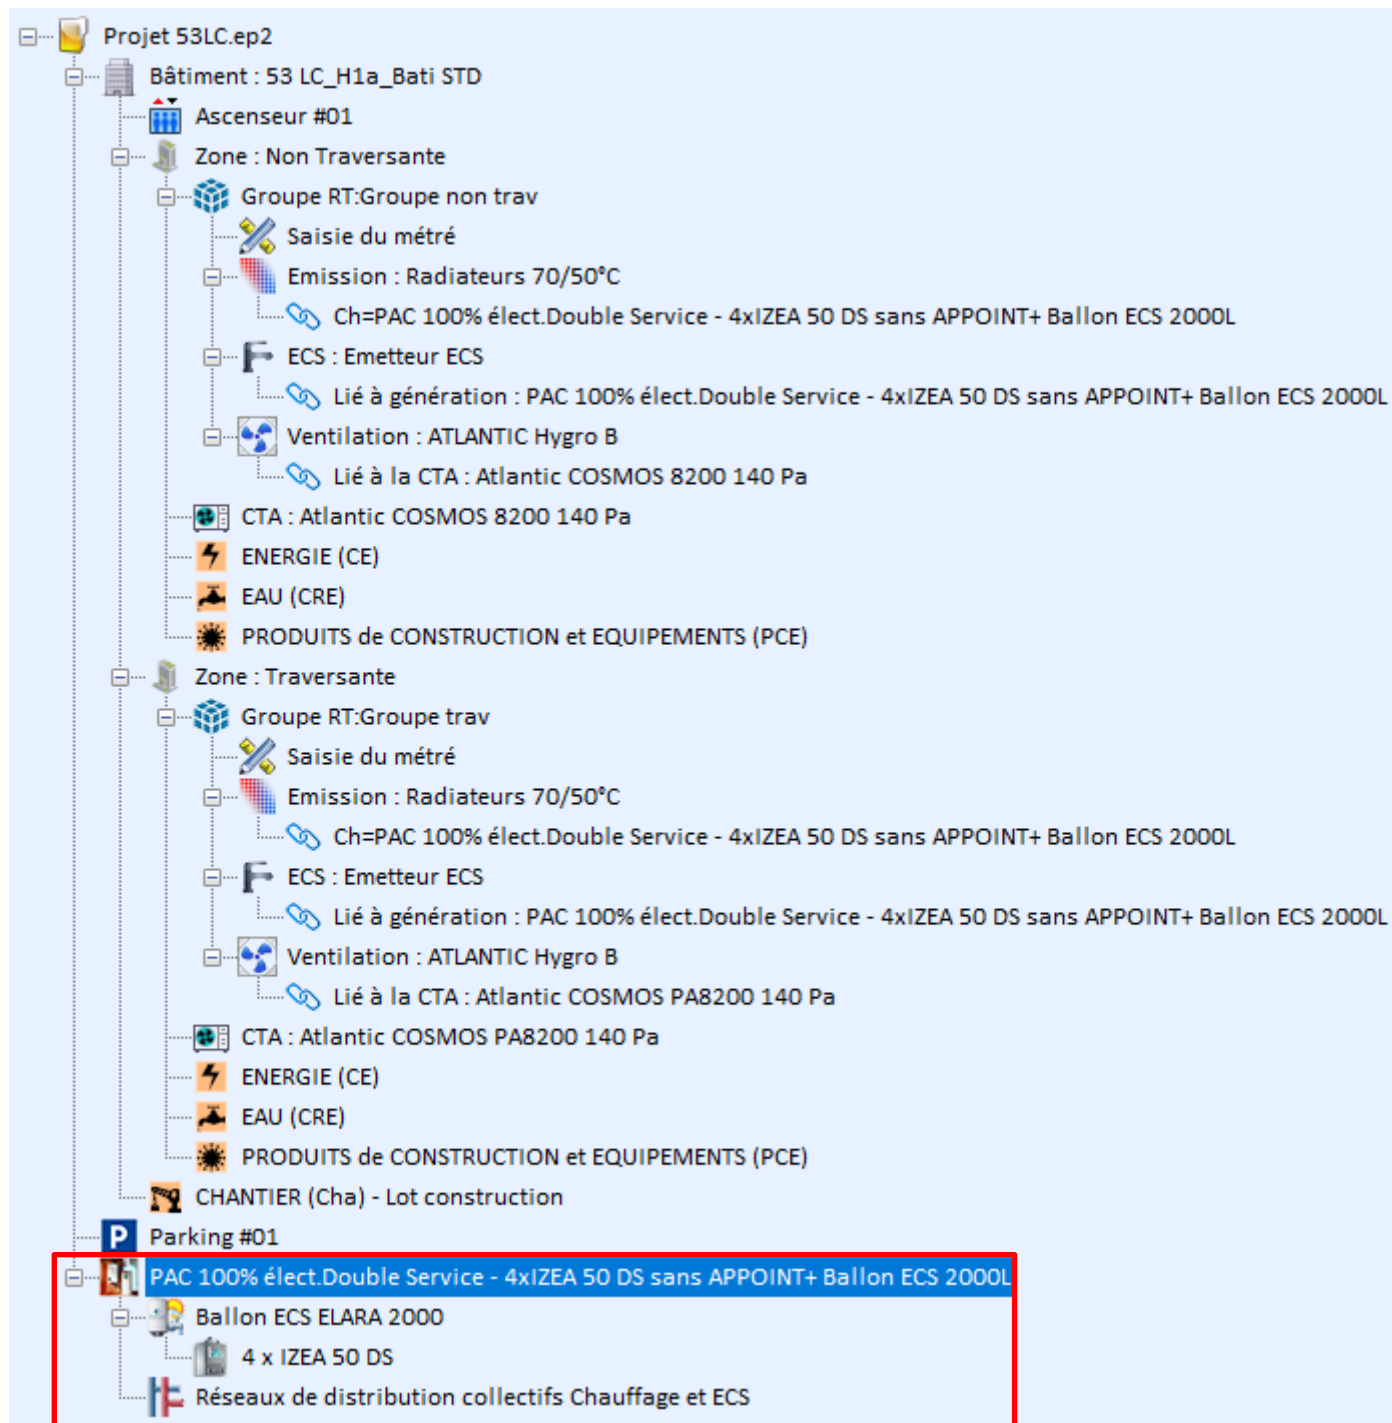 Projet 53LC.ep2
Bâtiment : 53 LC_H1a_Bati STD
Ascenseur #01
Zone : Non Traversante
Groupe RT:Groupe non trav
Saisie du métré
Emission : Radiateurs 70/50°C
Ch=PAC 100% élect.Double Service - 4xIZEA 50 DS sans APPOINT+ Ballon ECS 2000L
ECS : Emetteur ECS
Lié à génération : PAC 100% élect.Double Service - 4xIZEA 50 DS sans APPOINT+ Ballon ECS 2000L
Ventilation : ATLANTIC Hygro B
Lié à la CTA : Atlantic COSMOS 8200 140 Pa
CTA : Atlantic COSMOS 8200 140 Pa
ENERGIE (CE)
EAU (CRE)
PRODUITS de CONSTRUCTION et EQUIPEMENTS (PCE)
Zone : Traversante
Groupe RT:Groupe trav
Saisie du métré
Emission : Radiateurs 70/50°C
Ch=PAC 100% élect.Double Service - 4xIZEA 50 DS sans APPOINT+ Ballon ECS 2000L
ECS : Emetteur ECS
Lié à génération : PAC 100% élect.Double Service - 4xIZEA 50 DS sans APPOINT+ Ballon ECS 2000L
Ventilation : ATLANTIC Hygro B
Lié à la CTA : Atlantic COSMOS PA8200 140 Pa
CTA : Atlantic COSMOS PA8200 140 Pa
ENERGIE (CE)
EAU (CRE)
PRODUITS de CONSTRUCTION et EQUIPEMENTS (PCE)
CHANTIER (Cha) - Lot construction
P Parking #01
PAC 100% élect.Double Service - 4xIZEA 50 DS sans APPOINT+ Ballon ECS 2000L
Ballon ECS ELARA 2000
4 x IZEA 50 DS
Réseaux de distribution collectifs Chauffage et ECS